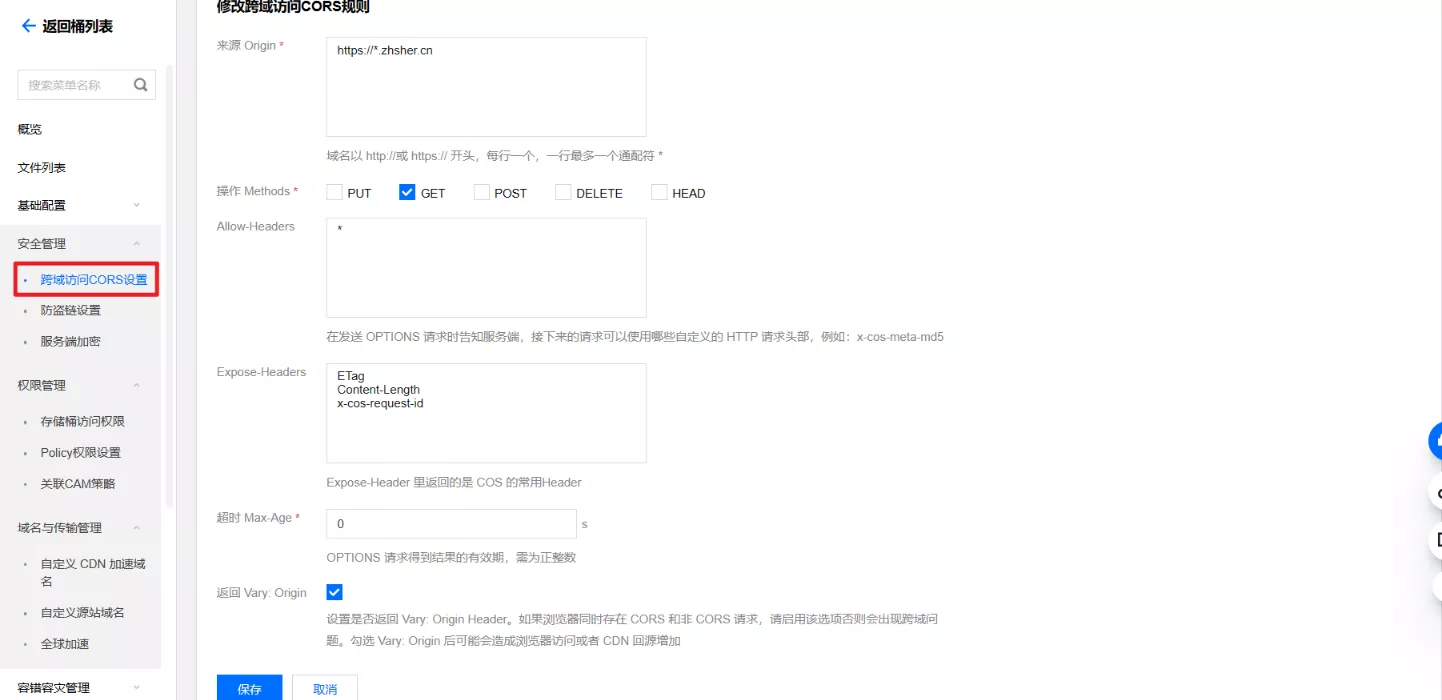 返回桶列表
搜索菜单名称
概览
文件列表
基础配置
安全管理
跨域访问CORS设置
防盗链设置
服务端加密
权限管理
存储桶访问权限
Policy权限设置
关联CAM策略
域名与传输管理
自定义 CDN 加速域
名
自定义源站域名
全球加速
容错容灾管理
修改跨域访问CORS规则
来源 Origin *
https://*.zhsher.cn
域名以 http://或 https:// 开头，每行一个，一行最多一个通配符 *
操作 Methods * PUT GET POST DELETE HEAD
Allow-Headers
*
在发送 OPTIONS 请求时告知服务端，接下来的请求可以使用哪些自定义的 HTTP 请求头部，例如：x-cos-meta-md5
Expose-Headers
ETag
Content-Length
x-cos-request-id
Expose-Header 里返回的是 COS 的常用Header
超时 Max-Age * 0 s
OPTIONS 请求得到结果的有效期，需为正整数
返回 Vary: Origin
设置是否返回 Vary: Origin Header。如果浏览器同时存在 CORS 和非 CORS 请求，请启用该选项否则会出现跨域问
题。勾选 Vary: Origin 后可能会造成浏览器访问或者 CDN 回源增加
保存 取消